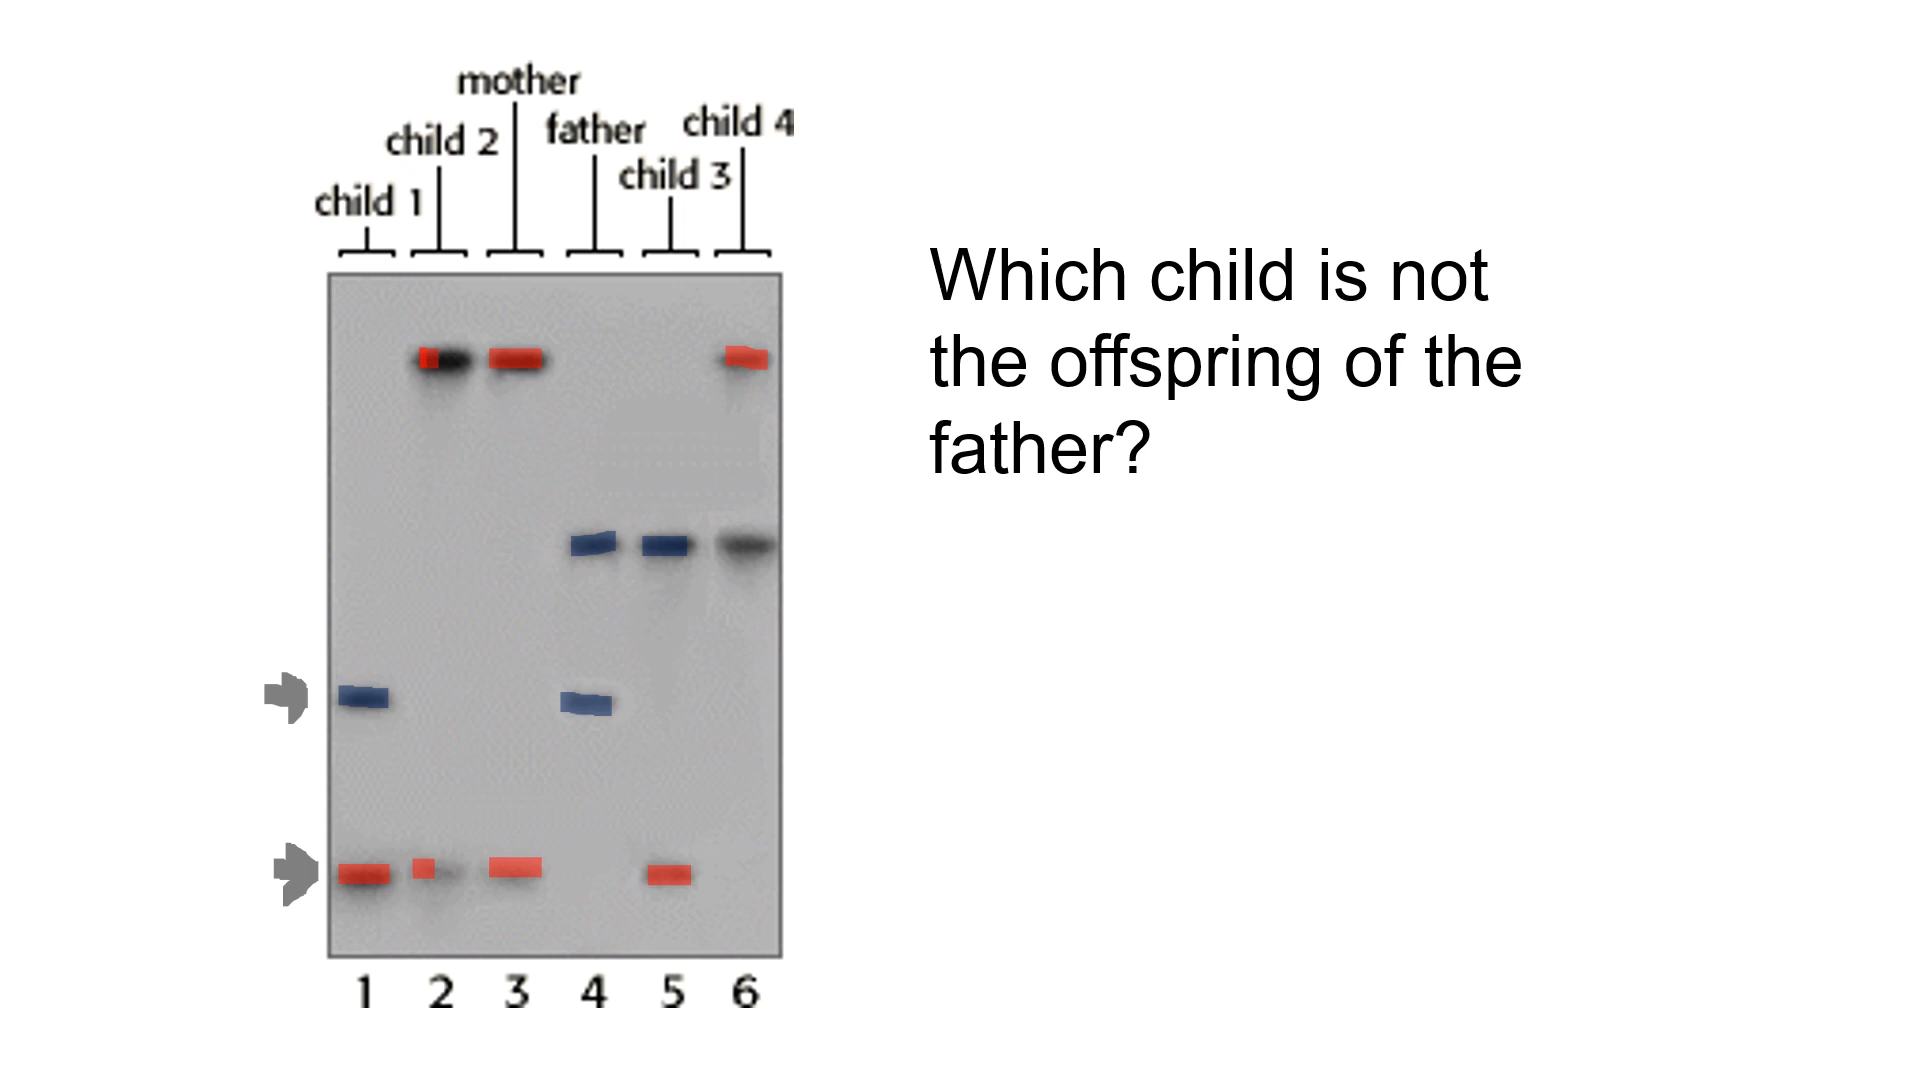 mother
child 2
father
child 4
child 3
child 1
Which child is not
the offspring of the
father?
1 2 3 4 5 6